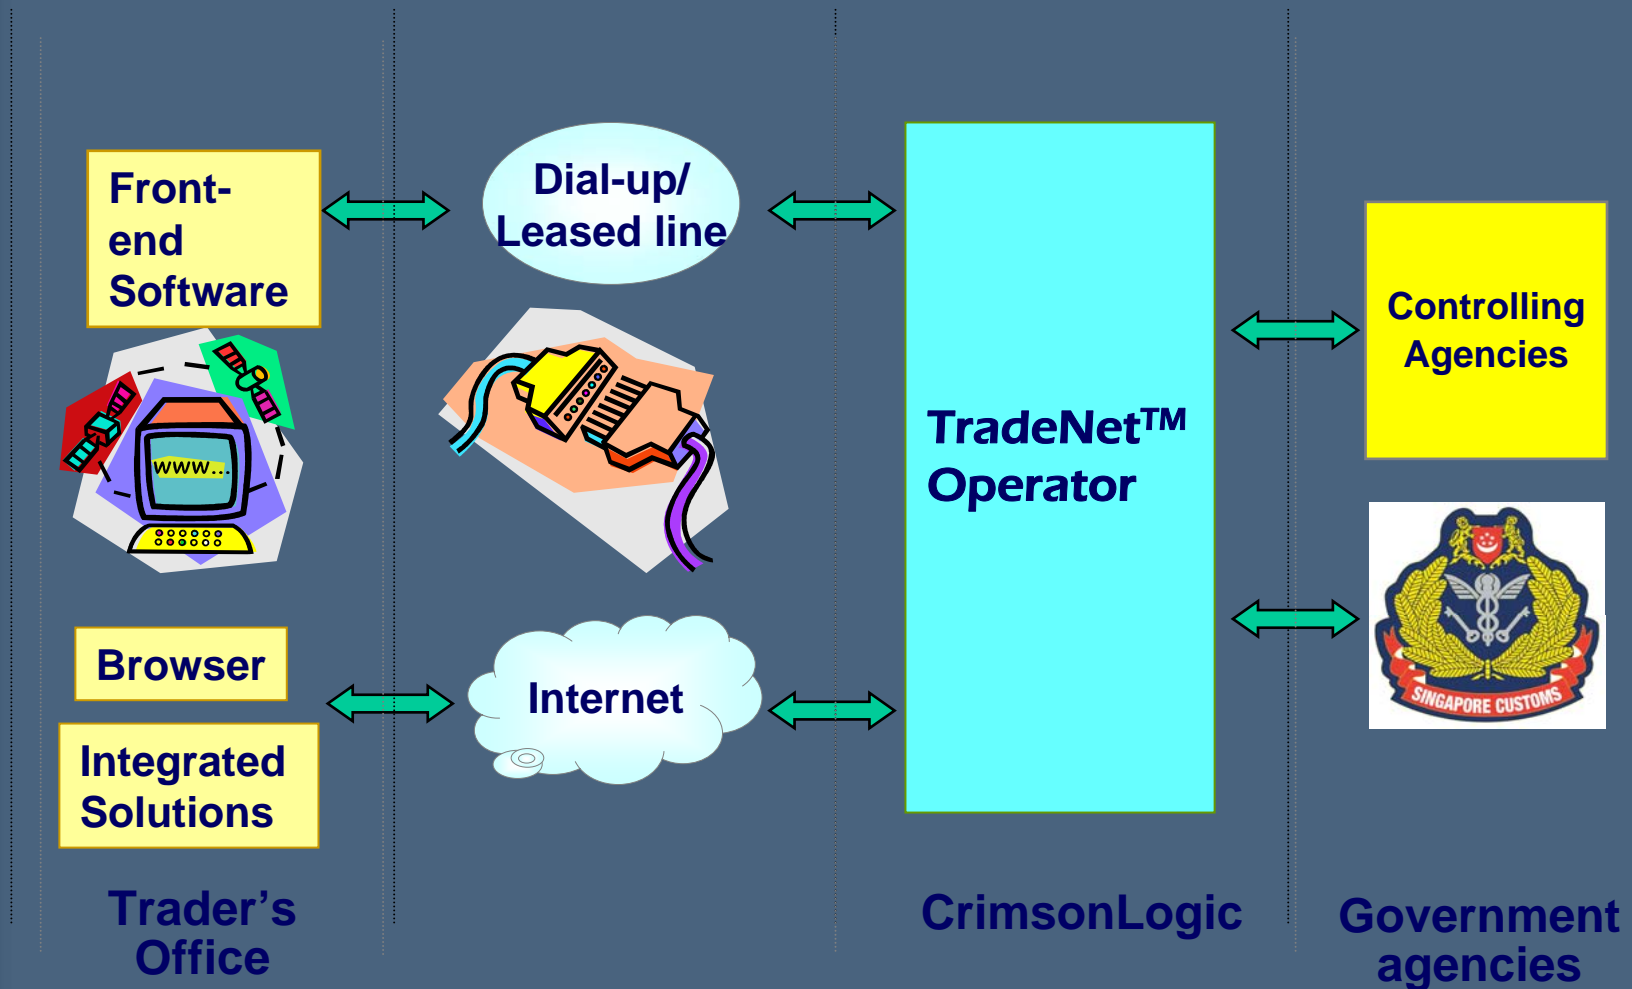 Front-
end
Software
Dial-up/
Leased line
Controlling
Agencies
TradeNet™
Operator
www...
Browser
Internet
SINGAPORE CUSTOMS
Integrated
Solutions
Trader’s
Office
CrimsonLogic
Government
agencies